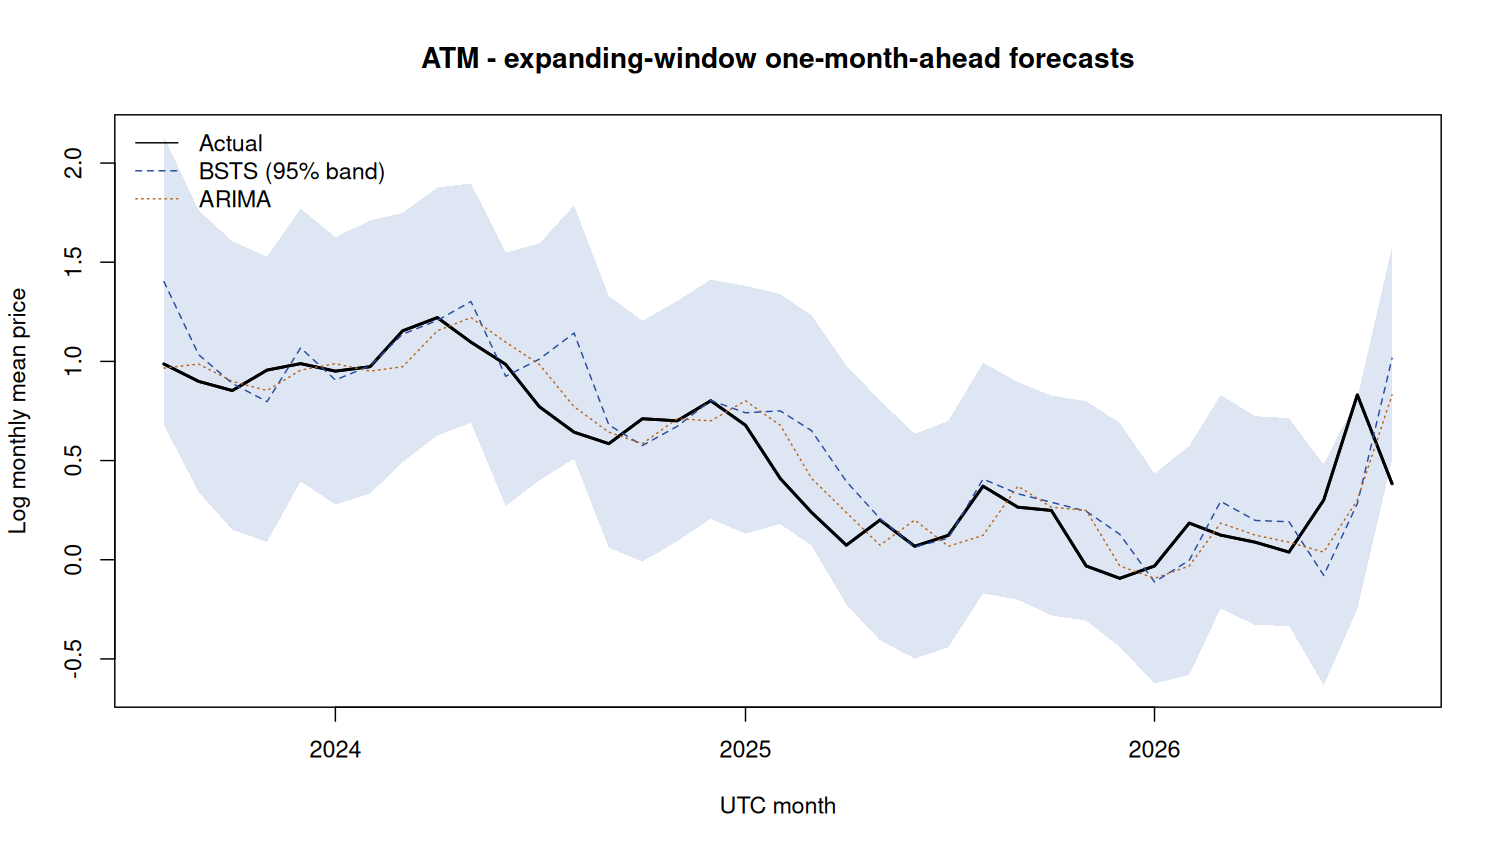 ATM - expanding-window one-month-ahead forecasts
Actual
BSTS (95% band)
ARIMA
Log monthly mean price
2.0
1.5
1.0
0.5
0.0
-0.5
2024
2025
2026
UTC month